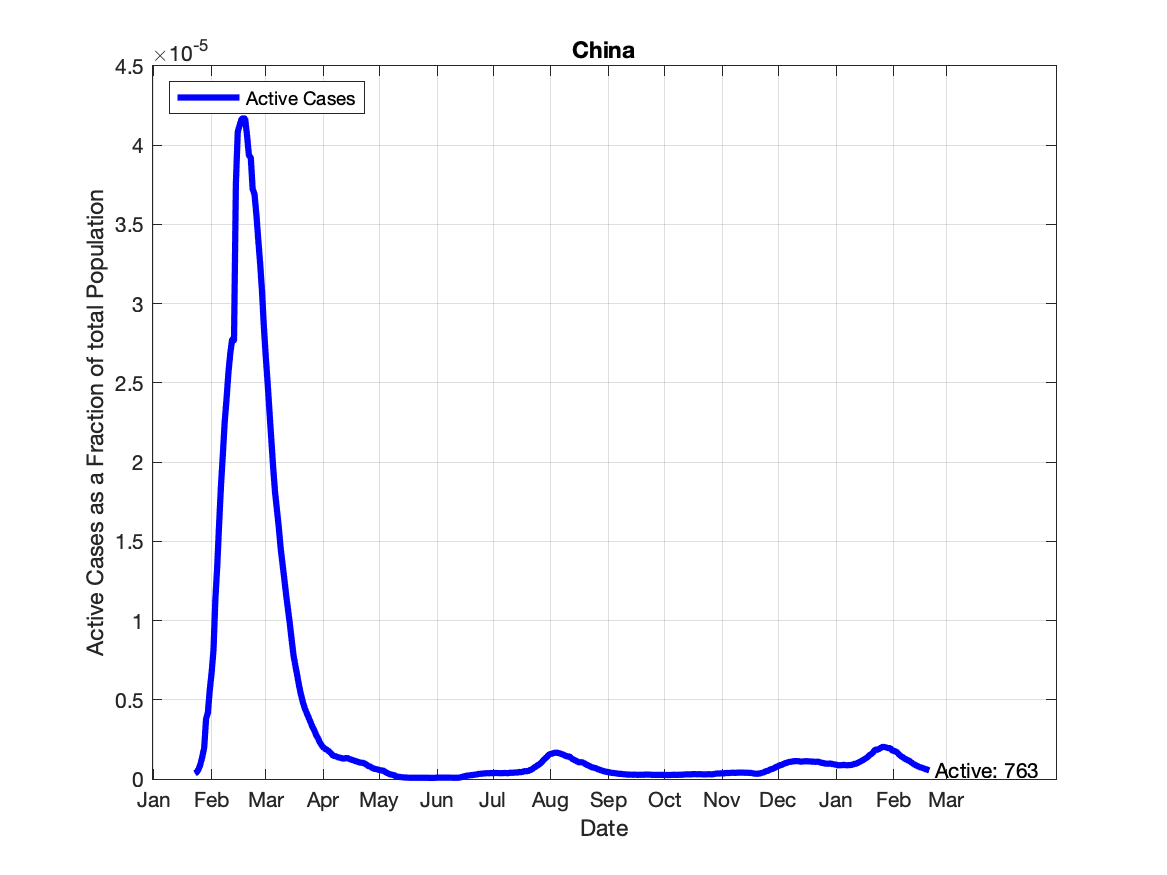 China
×10-5
4.5
4
3.5
3
2.5
2
1.5
1
0.5
0
Active Cases as a Fraction of total Population
Active Cases
Active: 763
Jan Feb Mar Apr May Jun Jul Aug Sep Oct Nov Dec Jan Feb Mar
Date